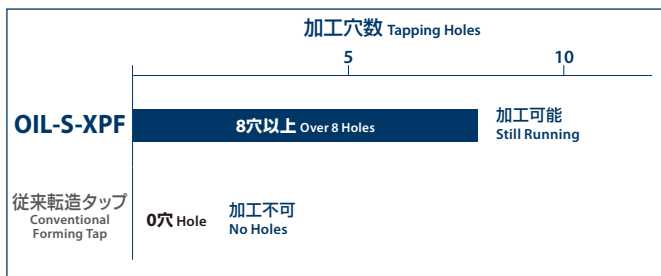 加工穴数 Tapping Holes
5 10
OIL-S-XPF
8穴以上 Over 8 Holes
加工可能
Still Running
従来転造タップ
Conventional
Forming Tap
0穴 Hole
加工不可
No Holes